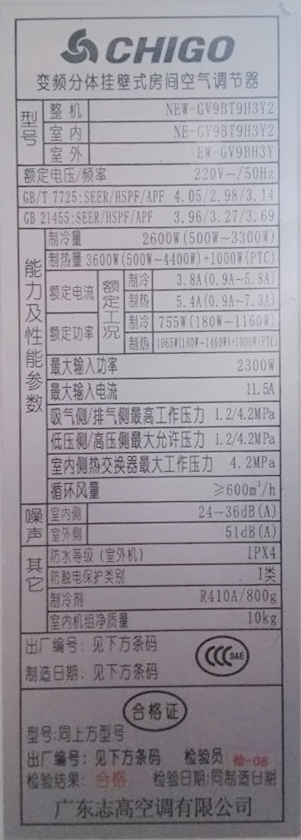 CHIGO
变频分体挂壁式房间空气调节器
型号 整机 NEW-GV9BT9H3Y2
室内 NE-GV9BT9H3Y2
室外 EW-GV9BH3Y
额定电压/频率 220V~/50Hz
GB/T 7725:SEER/HSPF/APF 4.05/2.98/3.14
GB 21455:SEER/HSPF/APF 3.96/3.27/3.69
能力及性能参数 制冷量 2600W(500W~3300W)
制热量 3600W(500W~4400W)+1000W(PTC)
额定电流 额定工况 制冷 3.8A(0.9A~5.8A)
制热 5.4A(0.9A~7.3A)
额定功率 制冷 755W(180W~1160W)
制热 1065W(180W~1460W)+1000W(PTC)
最大输入功率 2300W
最大输入电流 11.5A
吸气侧/排气侧最高工作压力 1.2/4.2MPa
低压侧/高压侧最大允许压力 1.2/4.2MPa
室内侧热交换器最大工作压力 4.2MPa
循环风量 ≥600m³/h
噪声 室内侧 24~36dB(A)
室外侧 51dB(A)
其它 防水等级(室外机) IPX4
防触电保护类别 I类
制冷剂 R410A/800g
室内机组净质量 10kg
出厂编号: 见下方条码
制造日期: 见下方条码
CCC S&E
合格证
型号:同上方型号
出厂编号: 见下方条码 检验员 检-06
检验结果: 合格 检验日期:同制造日期
广东志高空调有限公司